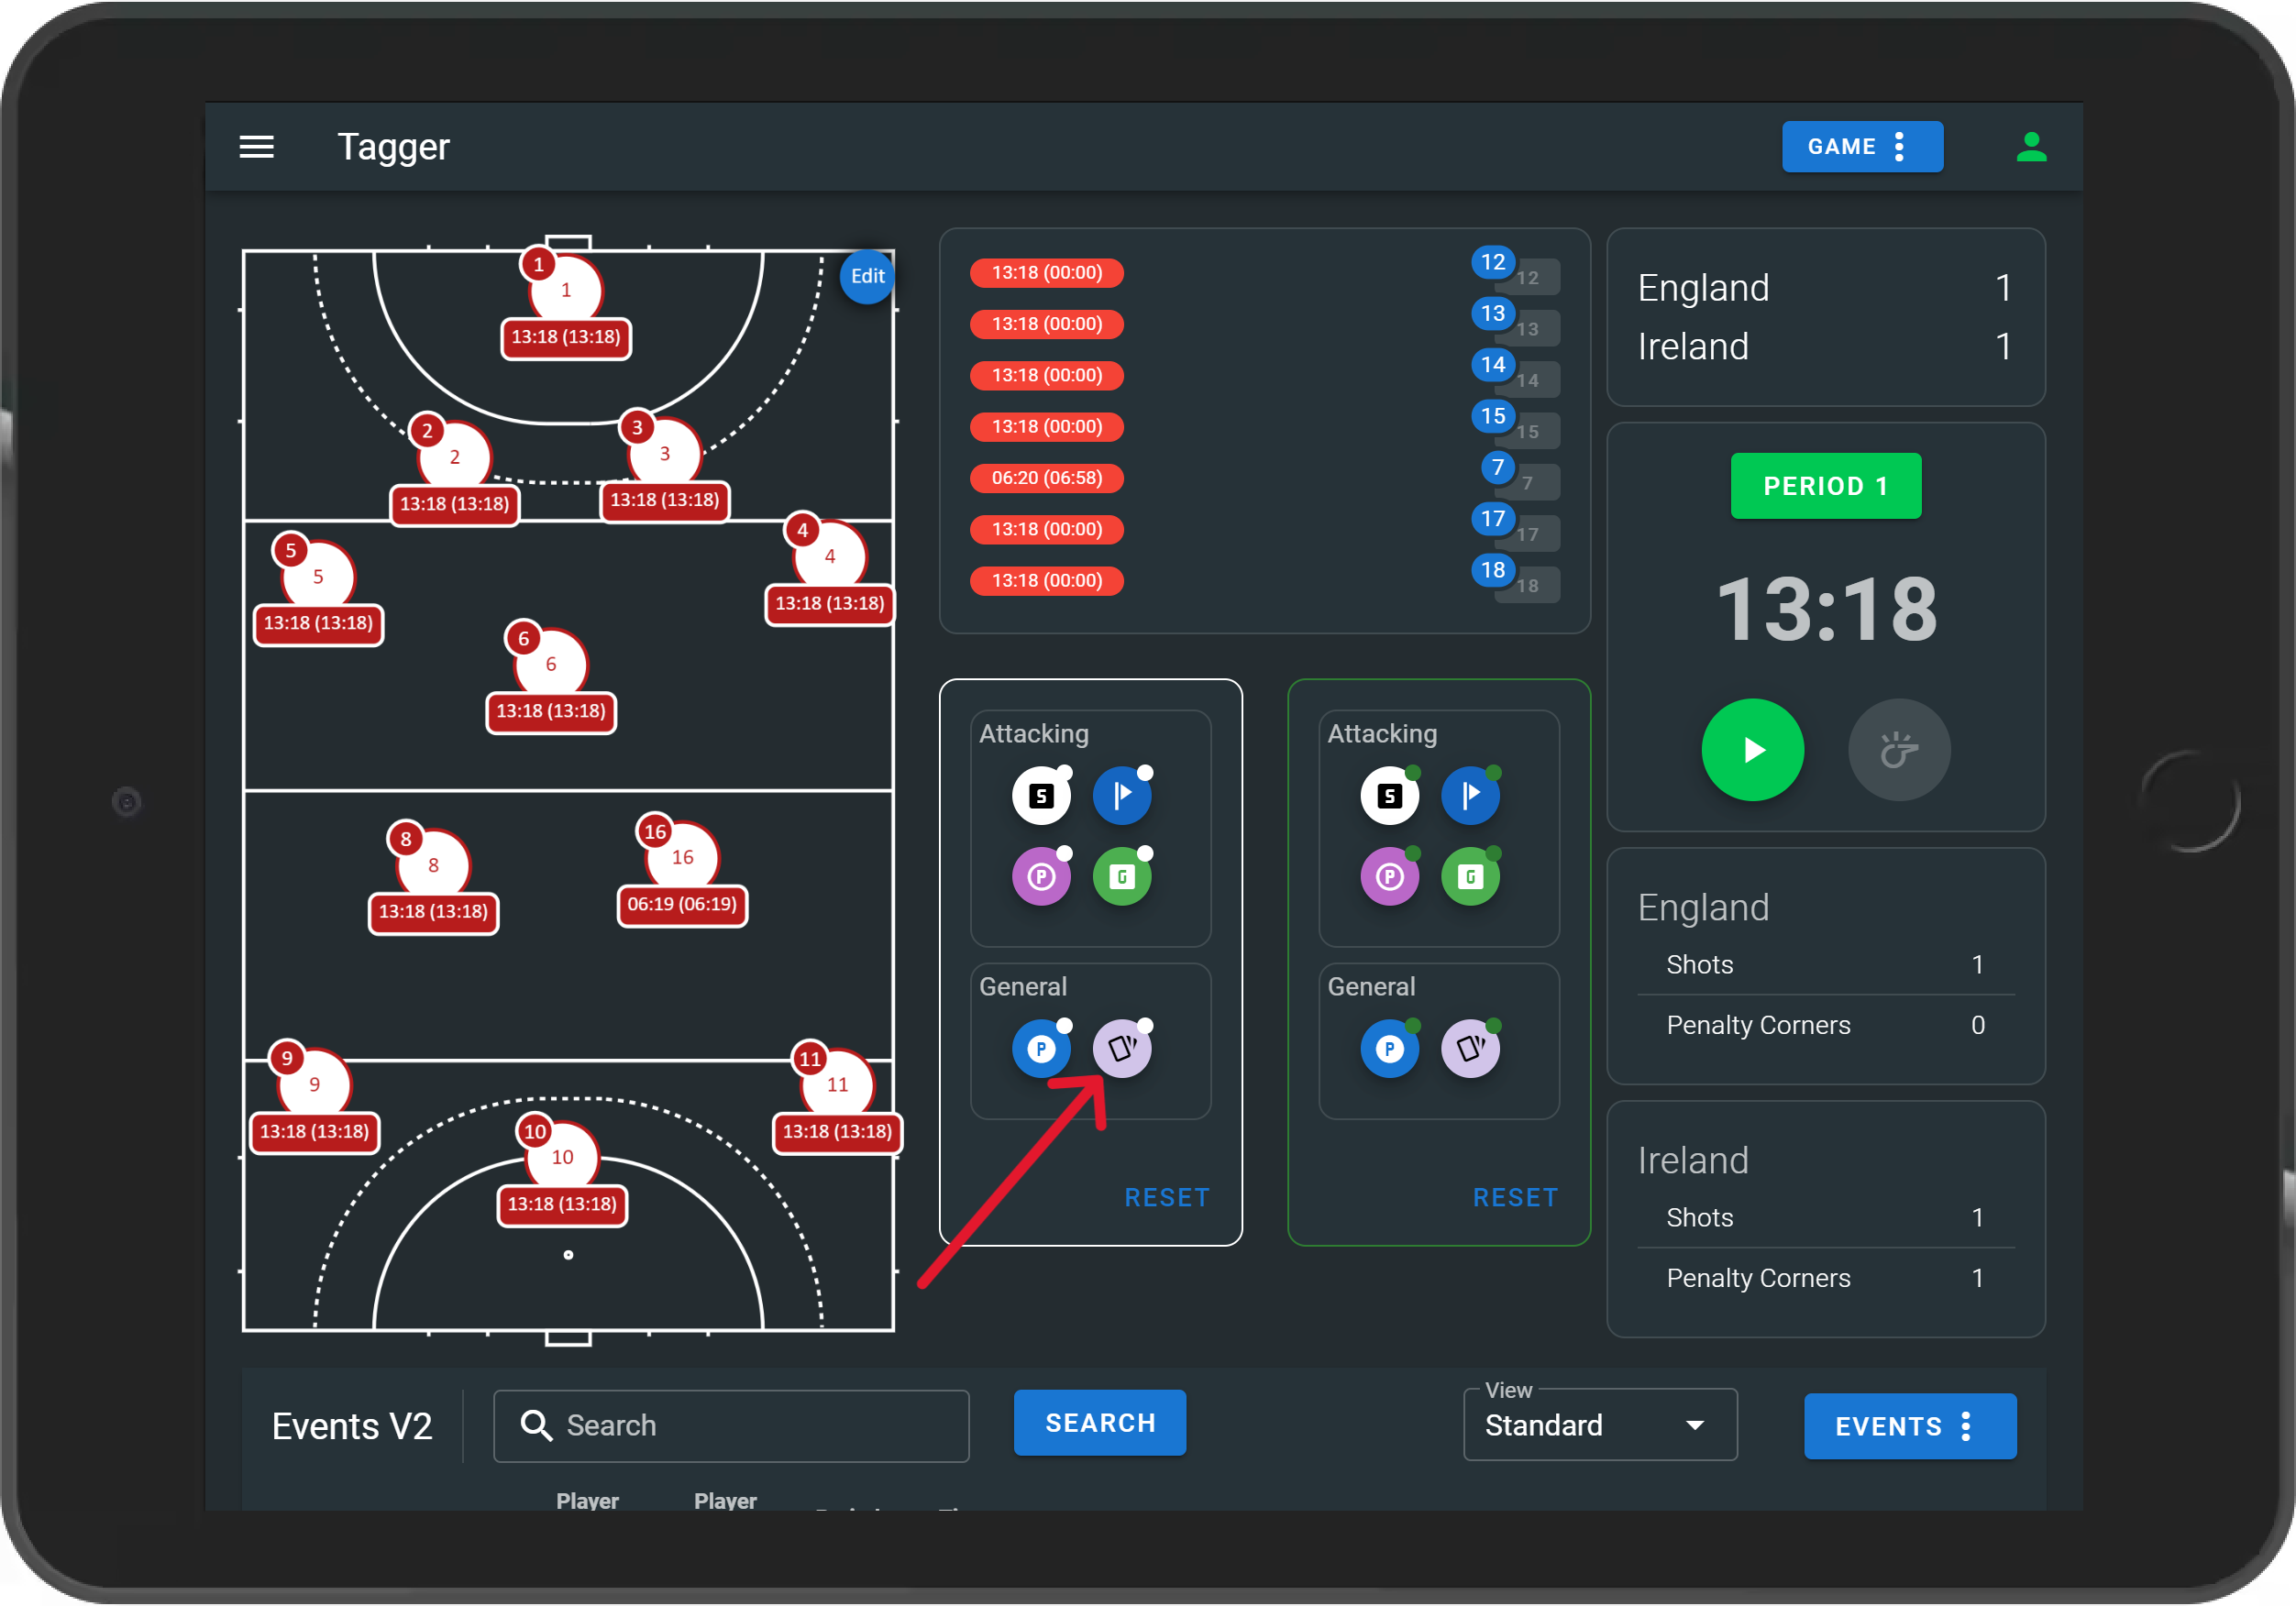 Tagger
GAME
Edit
1
1
13:18 (13:18)
2
2
13:18 (13:18)
3
3
13:18 (13:18)
4
4
13:18 (13:18)
5
5
13:18 (13:18)
6
6
13:18 (13:18)
8
8
13:18 (13:18)
16
16
06:19 (06:19)
9
9
13:18 (13:18)
11
11
13:18 (13:18)
10
10
13:18 (13:18)
13:18 (00:00) 12 12
13:18 (00:00) 13 13
13:18 (00:00) 14 14
13:18 (00:00) 15 15
06:20 (06:58) 7 7
13:18 (00:00) 17 17
13:18 (00:00) 18 18
Attacking
S
P G
General
P
RESET
Attacking
S
P G
General
P
RESET
England 1
Ireland 1
PERIOD 1
13:18
England
Shots 1
Penalty Corners 0
Ireland
Shots 1
Penalty Corners 1
Events V2
Search
SEARCH
View
Standard
EVENTS
Player Player